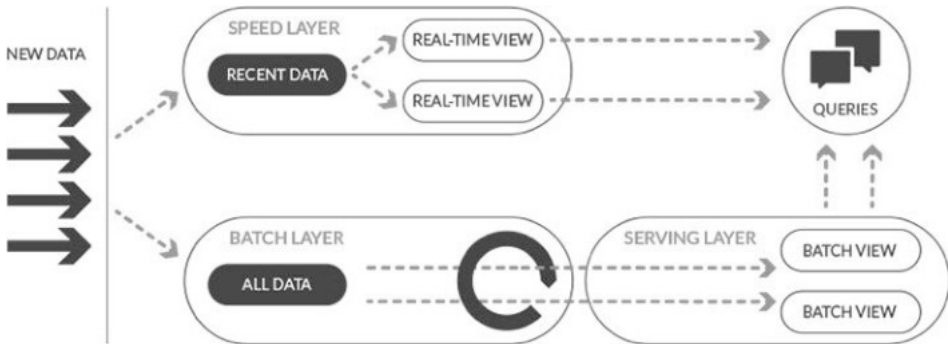 NEW DATA
SPEED LAYER
RECENT DATA
REAL-TIME VIEW
REAL-TIME VIEW
QUERIES
BATCH LAYER
ALL DATA
SERVING LAYER
BATCH VIEW
BATCH VIEW